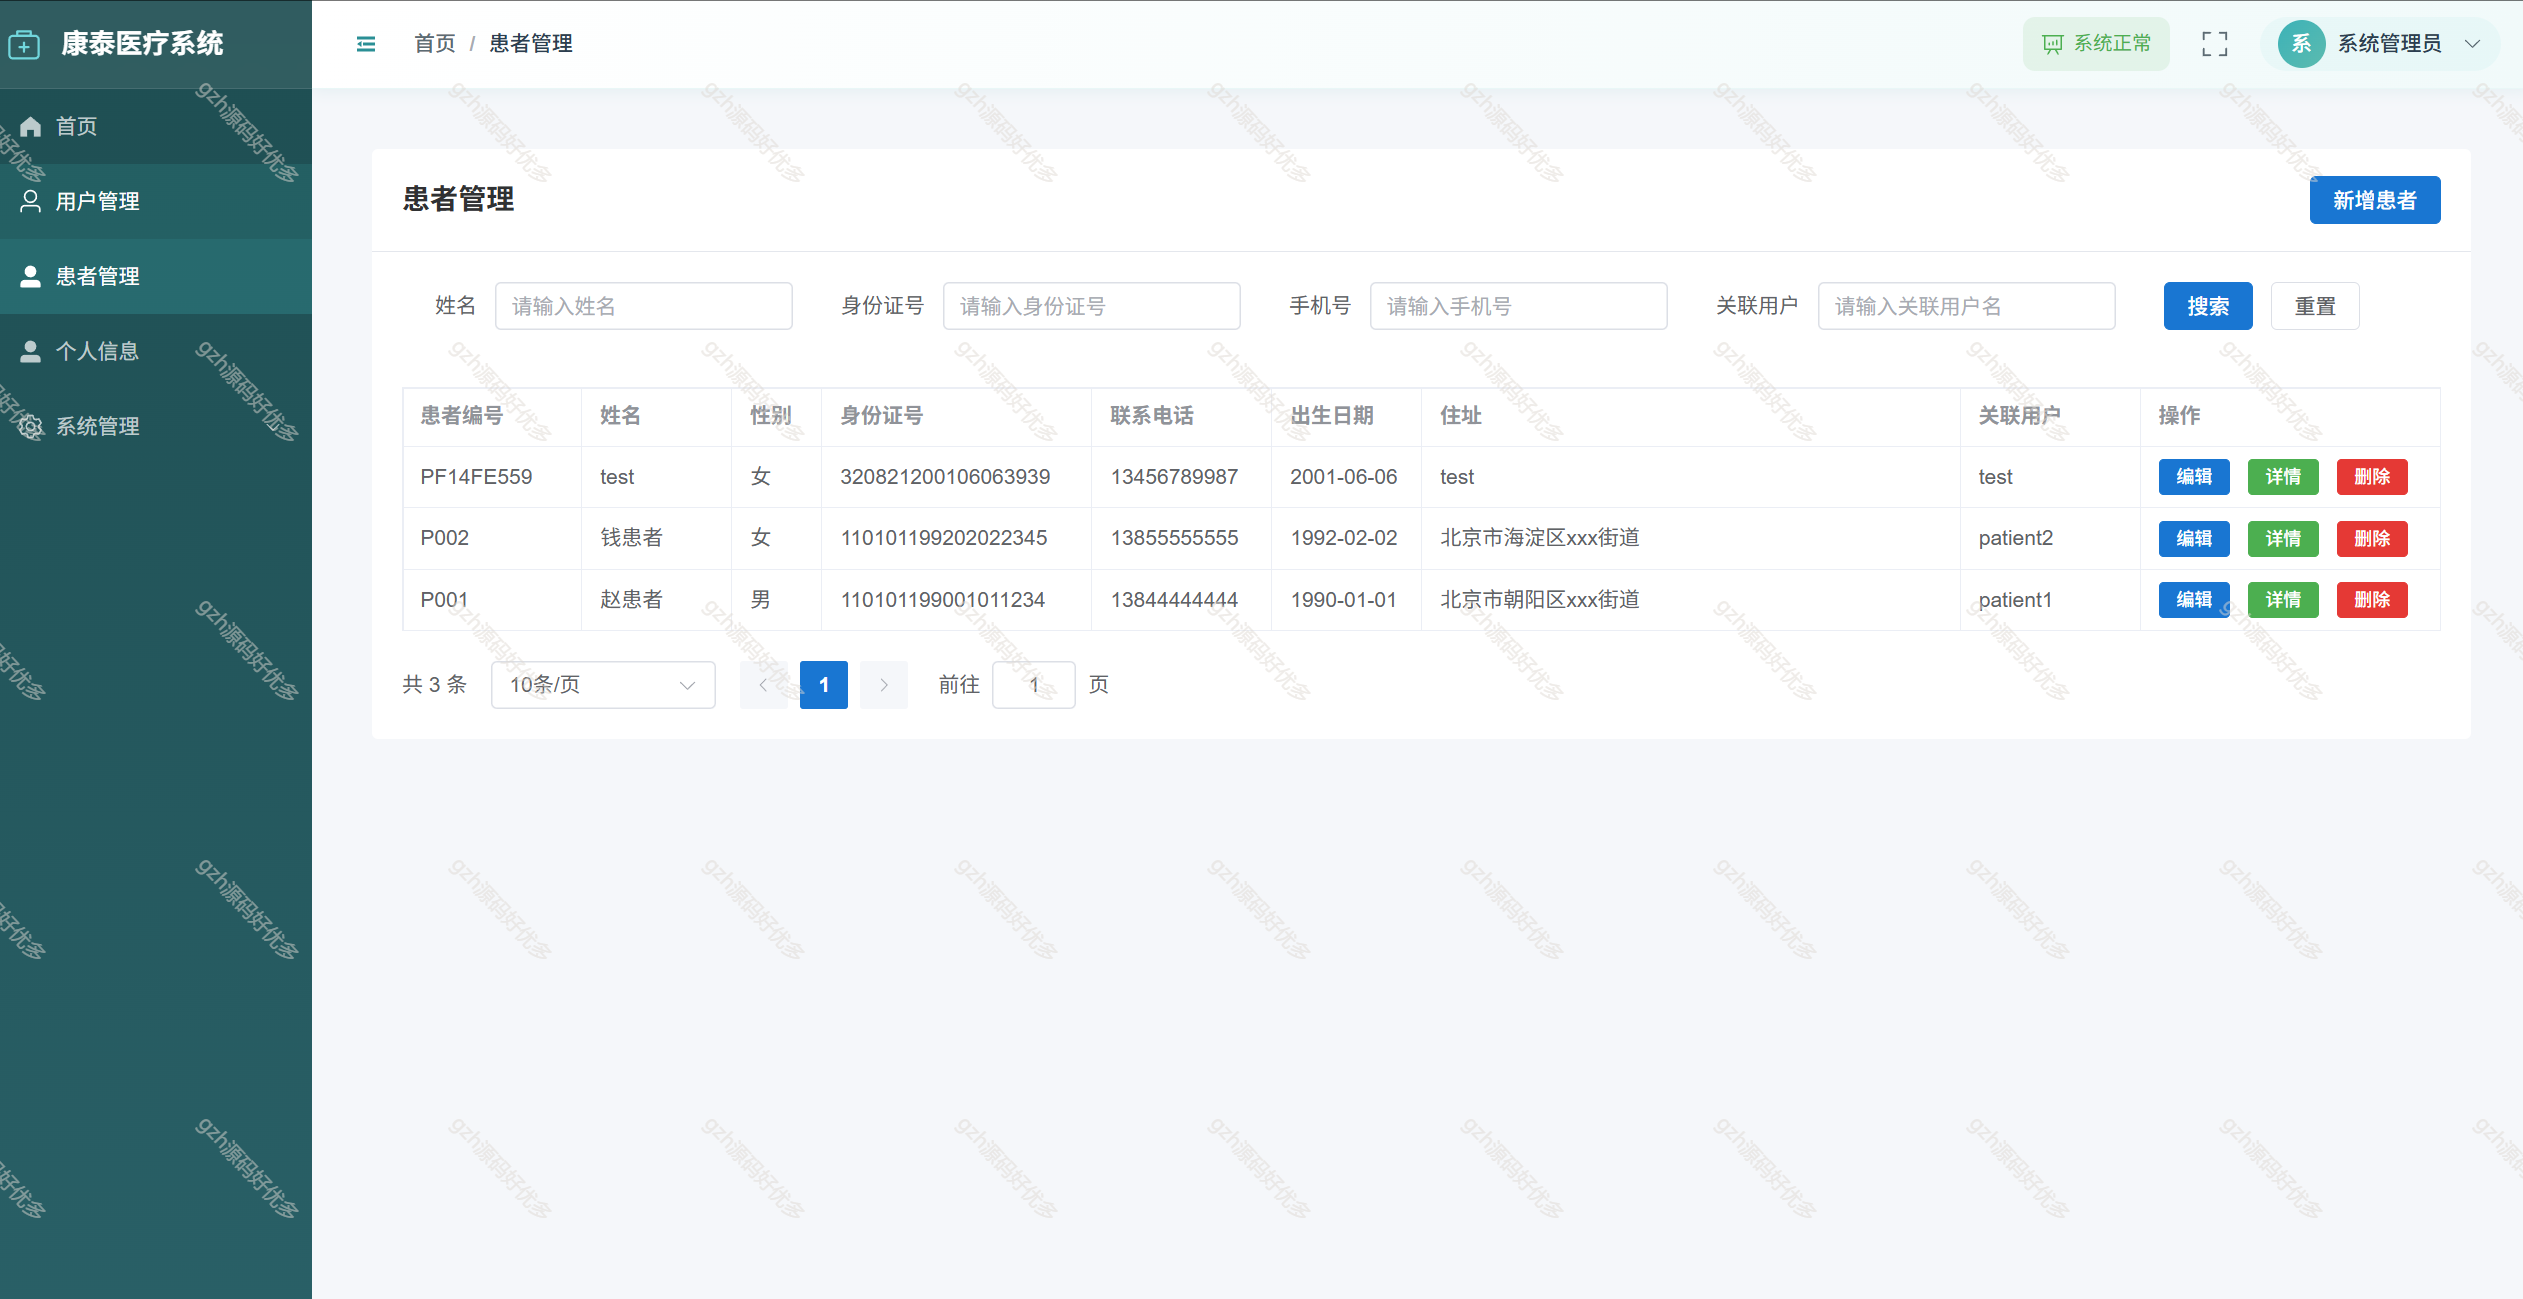 康泰医疗系统
首页 / 患者管理
系统正常
系 系统管理员
首页
用户管理
患者管理
个人信息
系统管理
患者管理
新增患者
姓名 请输入姓名 身份证号 请输入身份证号 手机号 请输入手机号 关联用户 请输入关联用户名 搜索 重置
患者编号 姓名 性别 身份证号 联系电话 出生日期 住址 关联用户 操作
PF14FE559 test 女 320821200106063939 13456789987 2001-06-06 test test 编辑 详情 删除
P002 钱患者 女 110101199202022345 13855555555 1992-02-02 北京市海淀区xxx街道 patient2 编辑 详情 删除
P001 赵患者 男 110101199001011234 13844444444 1990-01-01 北京市朝阳区xxx街道 patient1 编辑 详情 删除
共 3 条 10条/页 1 前往 1 页
gzh源码好优多